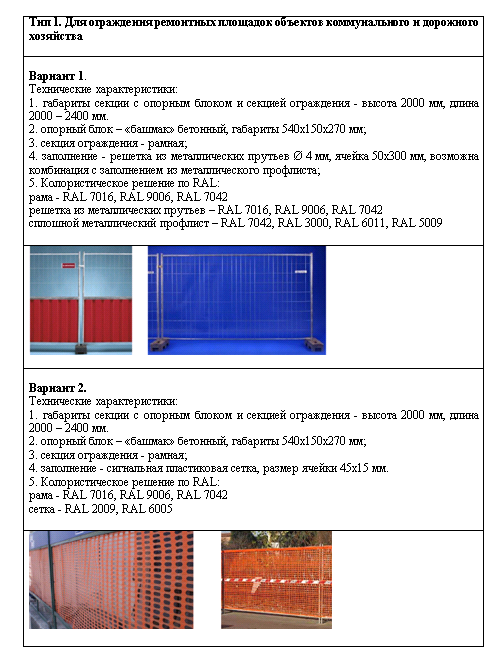 Тип 1. Для ограждения ремонтных площадок объектов коммунального и дорожного
хозяйства
Вариант 1.
Технические характеристики:
1. габариты секции с опорным блоком и секцией ограждения - высота 2000 мм, длина
2000 – 2400 мм.
2. опорный блок – «башмак» бетонный, габариты 540х150х270 мм;
3. секция ограждения - рамная;
4. заполнение - решетка из металлических прутьев Ø 4 мм, ячейка 50х300 мм, возможна
комбинация с заполнением из металлического профлиста;
5. Колористическое решение по RAL:
рама - RAL 7016, RAL 9006, RAL 7042
решетка из металлических прутьев – RAL 7016, RAL 9006, RAL 7042
сплошной металлический профлист – RAL 7042, RAL 3000, RAL 6011, RAL 5009
Вариант 2.
Технические характеристики:
1. габариты секции с опорным блоком и секцией ограждения - высота 2000 мм, длина
2000 – 2400 мм.
2. опорный блок – «башмак» бетонный, габариты 540х150х270 мм;
3. секция ограждения - рамная;
4. заполнение - сигнальная пластиковая сетка, размер ячейки 45х15 мм.
5. Колористическое решение по RAL:
рама - RAL 7016, RAL 9006, RAL 7042
сетка - RAL 2009, RAL 6005